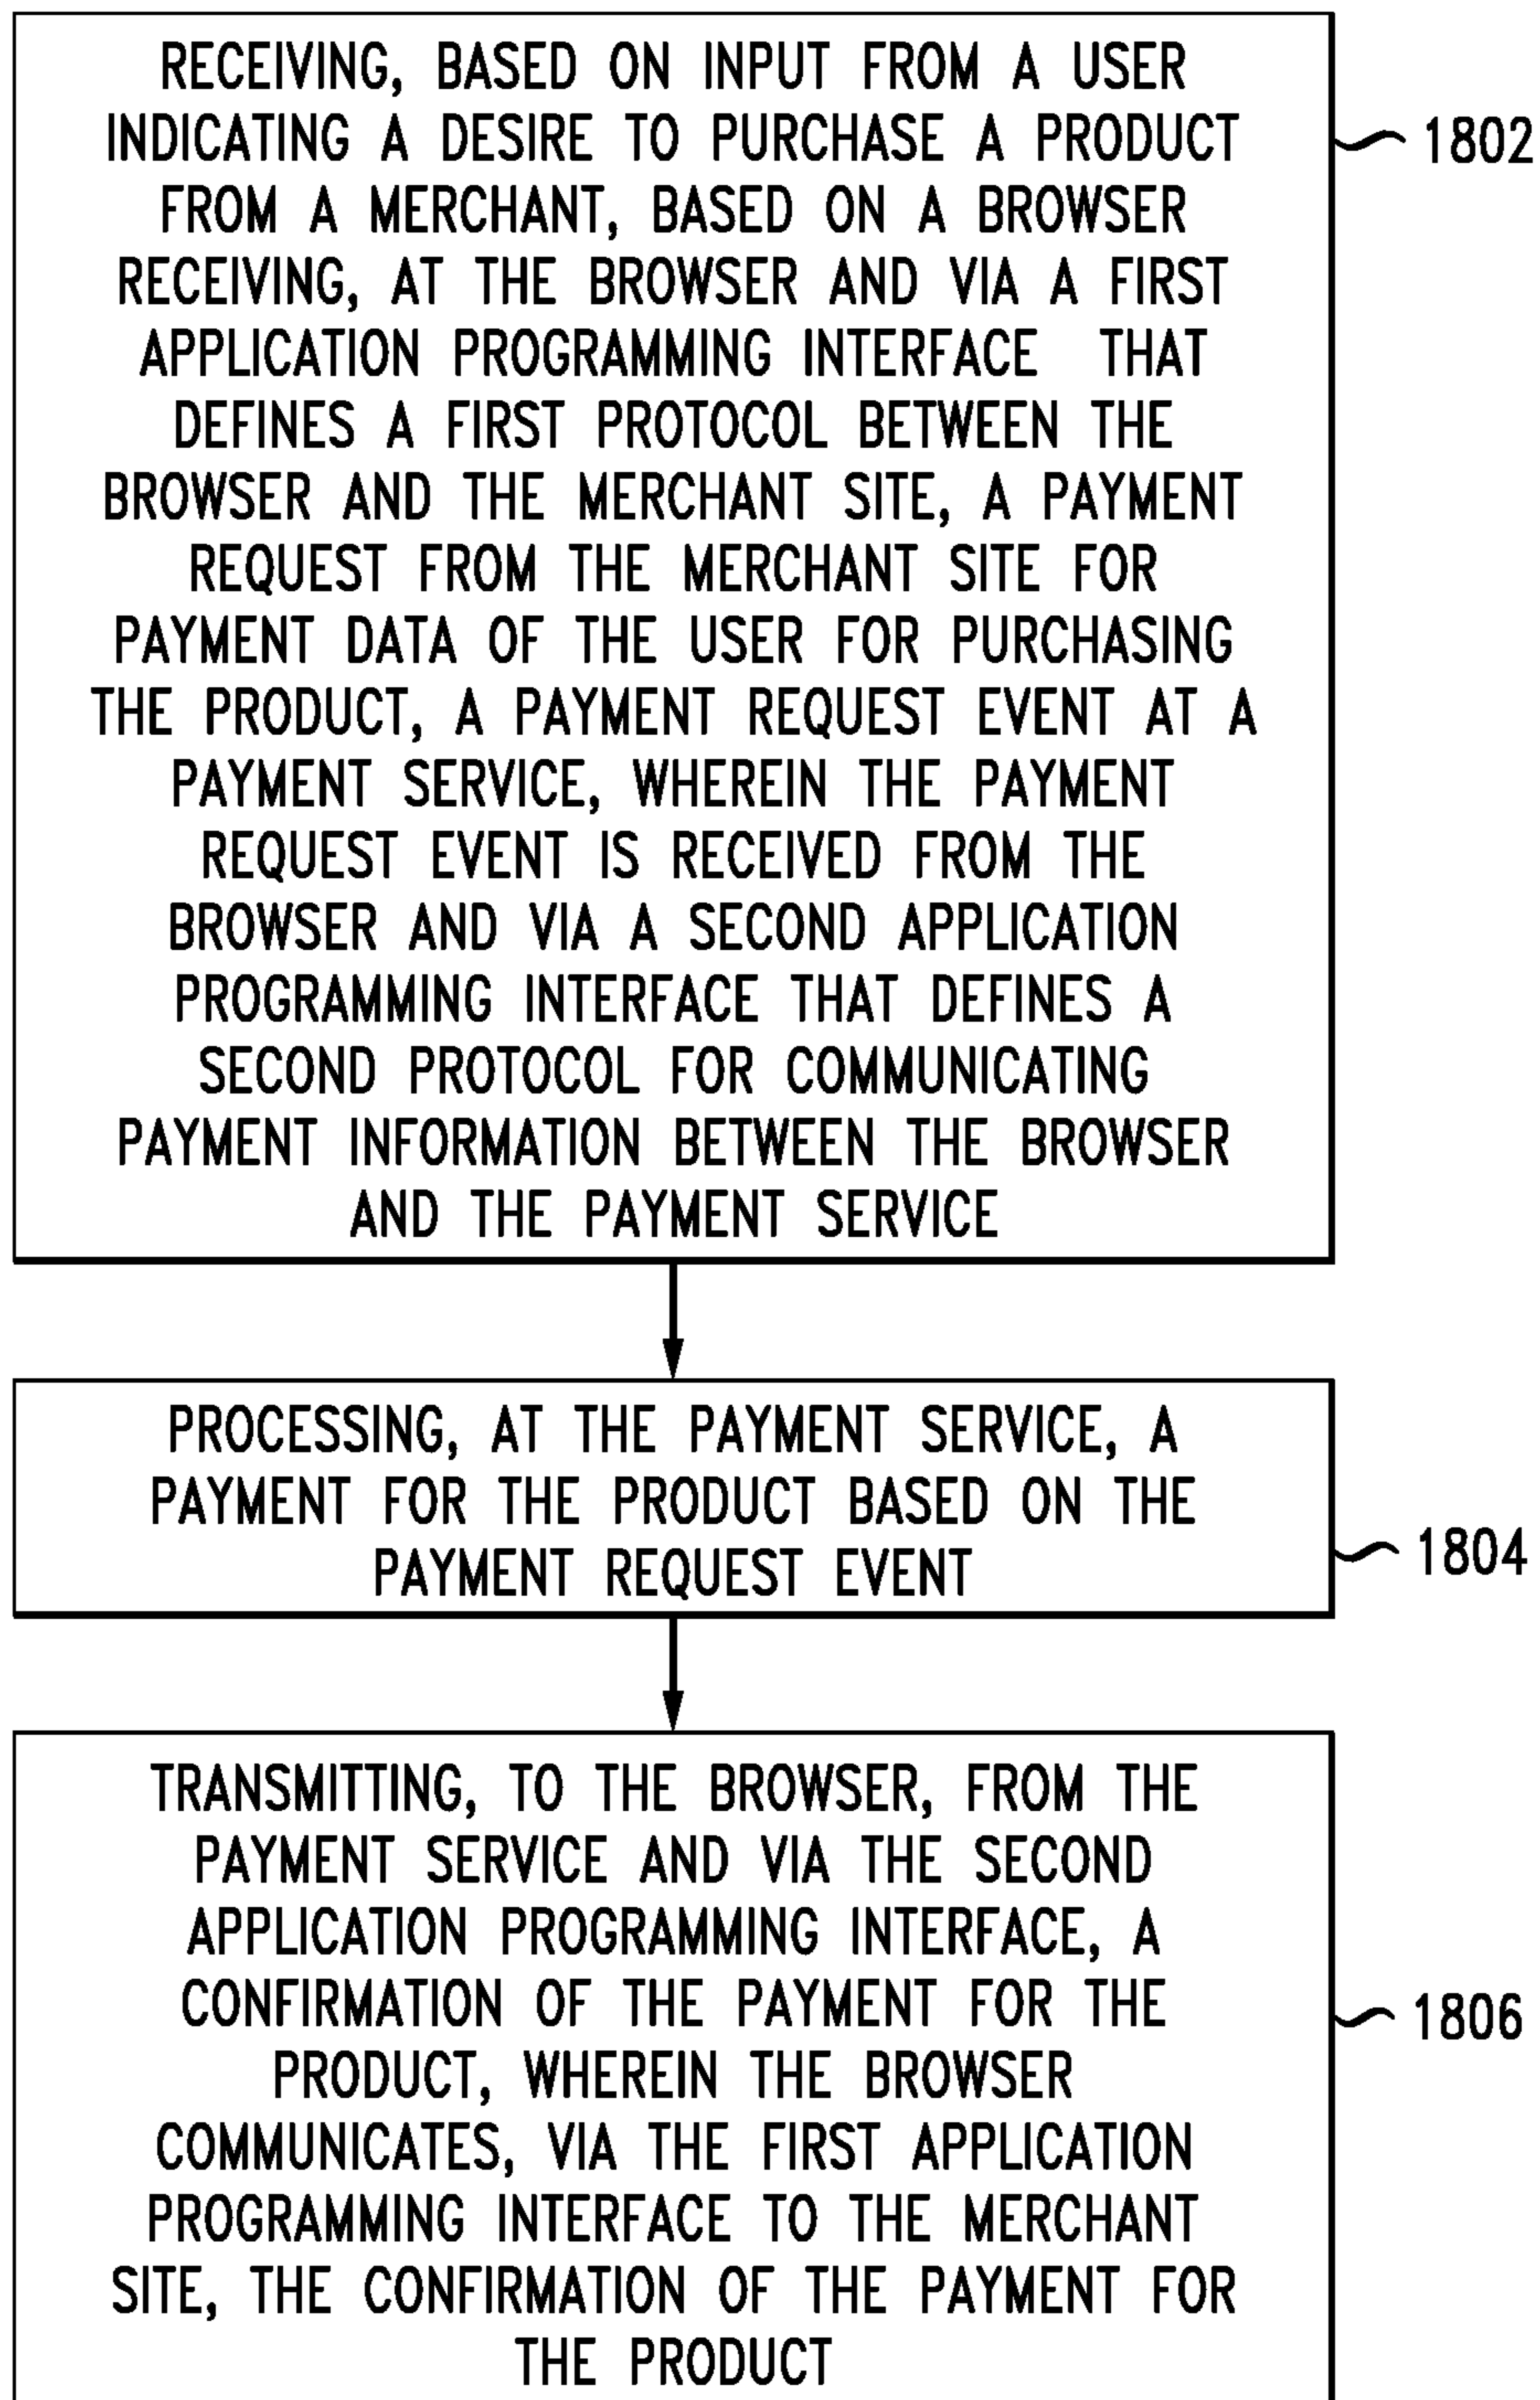 RECEIVING, BASED ON INPUT FROM A USER
INDICATING A DESIRE TO PURCHASE A PRODUCT
FROM A MERCHANT, BASED ON A BROWSER
RECEIVING, AT THE BROWSER AND VIA A FIRST
APPLICATION PROGRAMMING INTERFACE THAT
DEFINES A FIRST PROTOCOL BETWEEN THE
BROWSER AND THE MERCHANT SITE, A PAYMENT
REQUEST FROM THE MERCHANT SITE FOR
PAYMENT DATA OF THE USER FOR PURCHASING
THE PRODUCT, A PAYMENT REQUEST EVENT AT A
PAYMENT SERVICE, WHEREIN THE PAYMENT
REQUEST EVENT IS RECEIVED FROM THE
BROWSER AND VIA A SECOND APPLICATION
PROGRAMMING INTERFACE THAT DEFINES A
SECOND PROTOCOL FOR COMMUNICATING
PAYMENT INFORMATION BETWEEN THE BROWSER
AND THE PAYMENT SERVICE
1802
PROCESSING, AT THE PAYMENT SERVICE, A
PAYMENT FOR THE PRODUCT BASED ON THE
PAYMENT REQUEST EVENT
1804
TRANSMITTING, TO THE BROWSER, FROM THE
PAYMENT SERVICE AND VIA THE SECOND
APPLICATION PROGRAMMING INTERFACE, A
CONFIRMATION OF THE PAYMENT FOR THE
PRODUCT, WHEREIN THE BROWSER
COMMUNICATES, VIA THE FIRST APPLICATION
PROGRAMMING INTERFACE TO THE MERCHANT
SITE, THE CONFIRMATION OF THE PAYMENT FOR
THE PRODUCT
1806